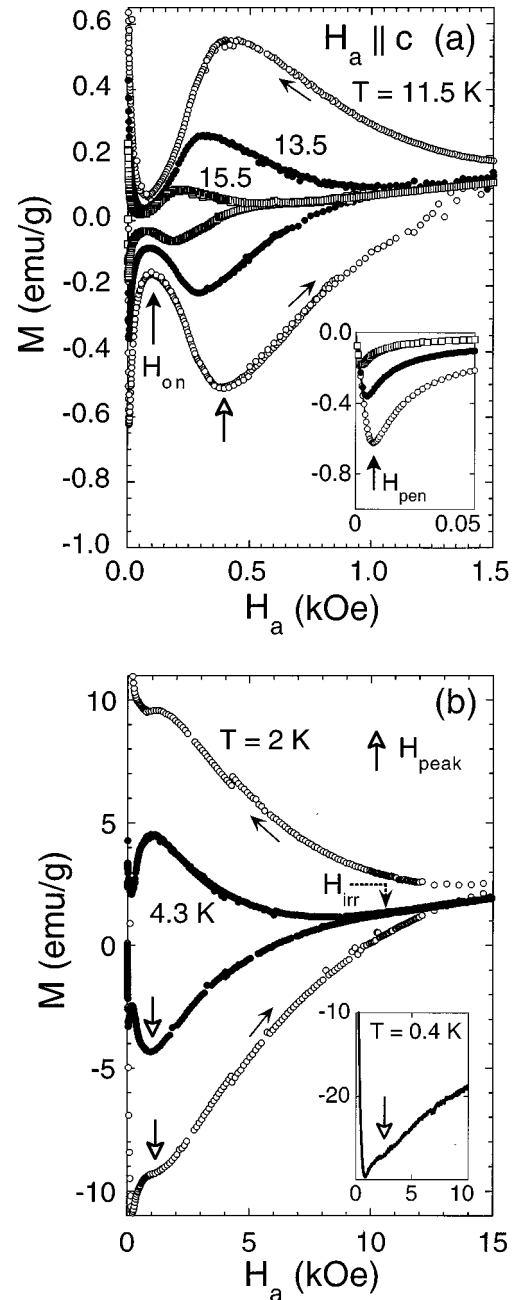 0.6
0.4
0.2
0.0
-0.2
-0.4
-0.6
-0.8
-1.0
M (emu/g)
H_a || c (a)
T = 11.5 K
13.5
15.5
H_on
0.0
-0.4
-0.8
H_pen
0 0.05
0.0 0.5 1.0 1.5
H_a (kOe)
10
5
0
-5
-10
M (emu/g)
(b)
T = 2 K
H_peak
H_irr
4.3 K
-10
-20
T = 0.4 K
0 5 10
0 5 10 15
H_a (kOe)